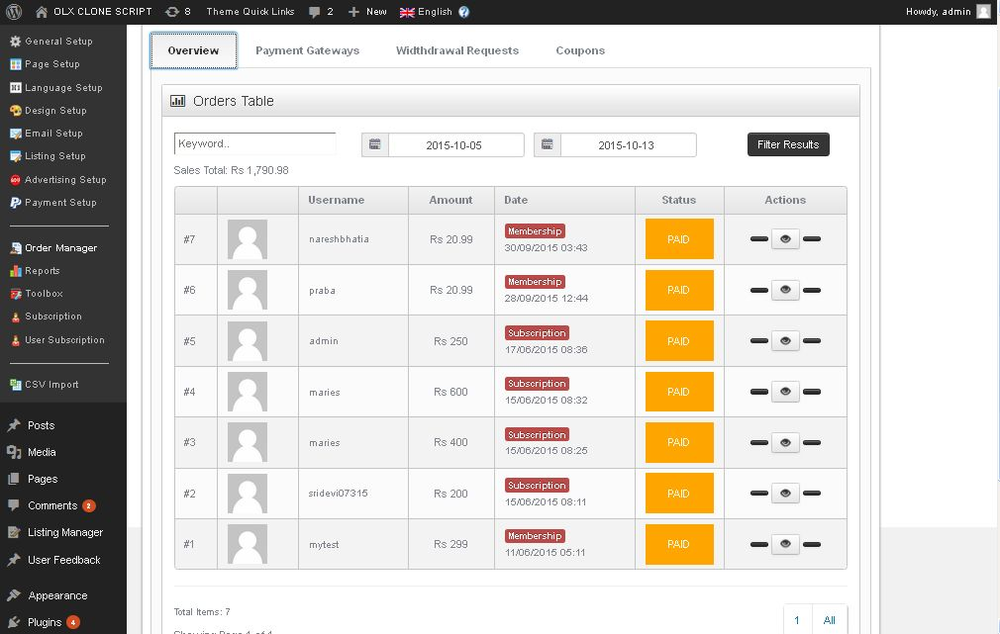 OLX CLONE SCRIPT 8 Theme Quick Links 2 New English Howdy, admin
General Setup
Page Setup
Language Setup
Design Setup
Email Setup
Listing Setup
Advertising Setup
Payment Setup
Order Manager
Reports
Toolbox
Subscription
User Subscription
CSV Import
Posts
Media
Pages
Comments 2
Listing Manager
User Feedback
Appearance
Plugins 4
Overview Payment Gateways Widthdrawal Requests Coupons
Orders Table
Keyword.. 2015-10-05 2015-10-13 Filter Results
Sales Total: Rs 1,790.98
Username Amount Date Status Actions
#7 nareshbhatia Rs 20.99 Membership PAID
30/09/2015 03:43
#6 praba Rs 20.99 Membership PAID
28/09/2015 12:44
#5 admin Rs 250 Subscription PAID
17/06/2015 08:36
#4 maries Rs 600 Subscription PAID
15/06/2015 08:32
#3 maries Rs 400 Subscription PAID
15/06/2015 08:25
#2 sridevi07315 Rs 200 Subscription PAID
15/06/2015 08:11
#1 mytest Rs 299 Membership PAID
11/06/2015 05:11
Total Items: 7
Showing Page 1 of 1
1 All